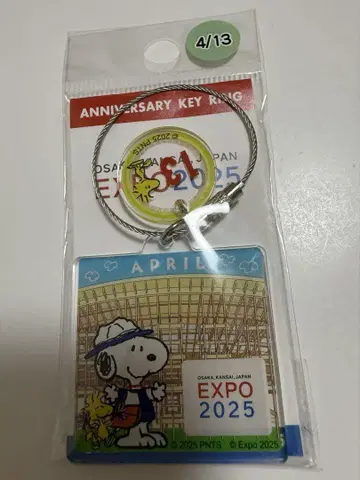 4/13
ANNIVERSARY KEY RING
OSAKA, KANSAI, JAPAN
EXPO 2025
© 2025 PNTS
13
APRIL
OSAKA, KANSAI, JAPAN
EXPO
2025
© 2025 PNTS © Expo 2025